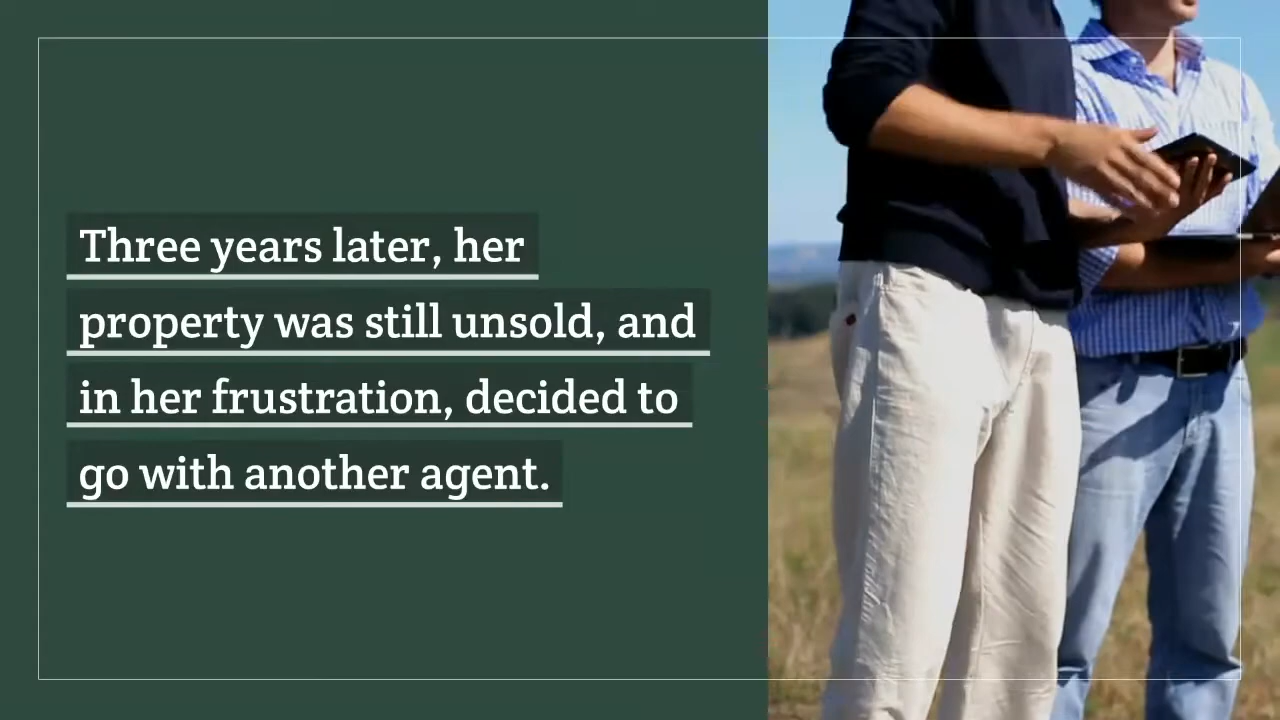 Three years later, her
property was still unsold, and
in her frustration, decided to
go with another agent.